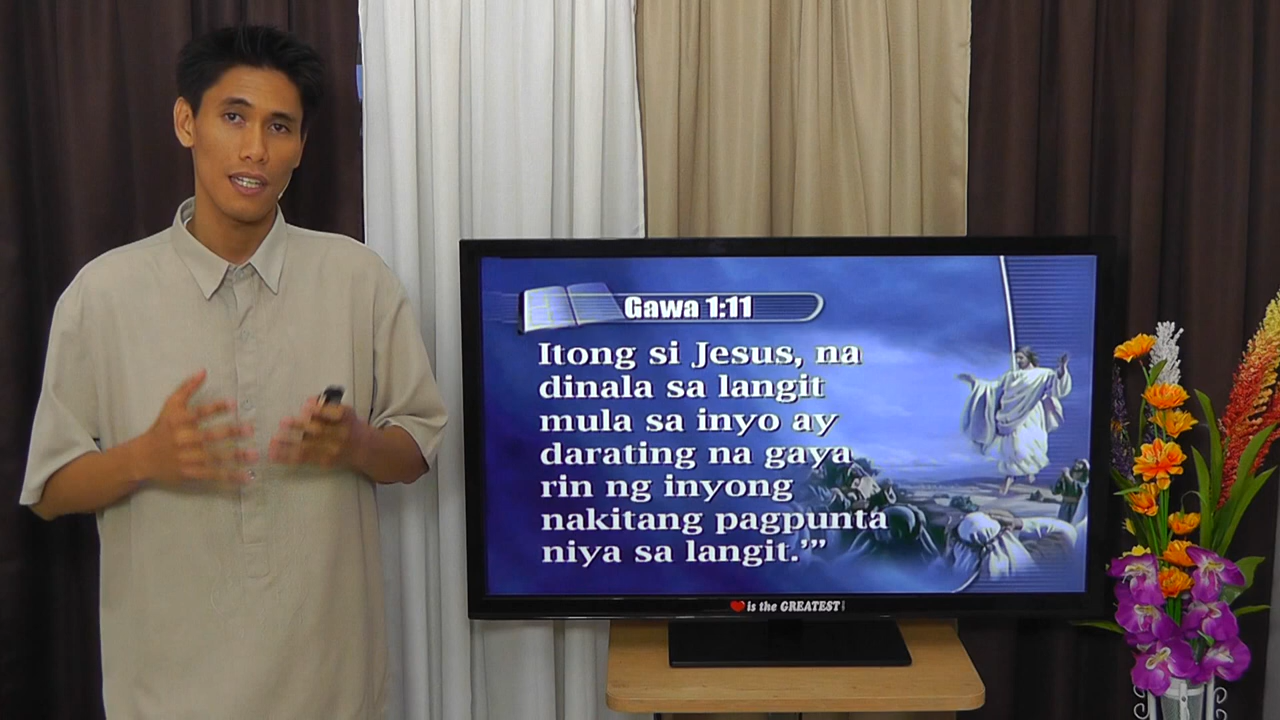 Gawa 1:11
Itong si Jesus, na
dinala sa langit
mula sa inyo ay
darating na gaya
rin ng inyong
nakitang pagpunta
niya sa langit.’”
is the GREATEST!